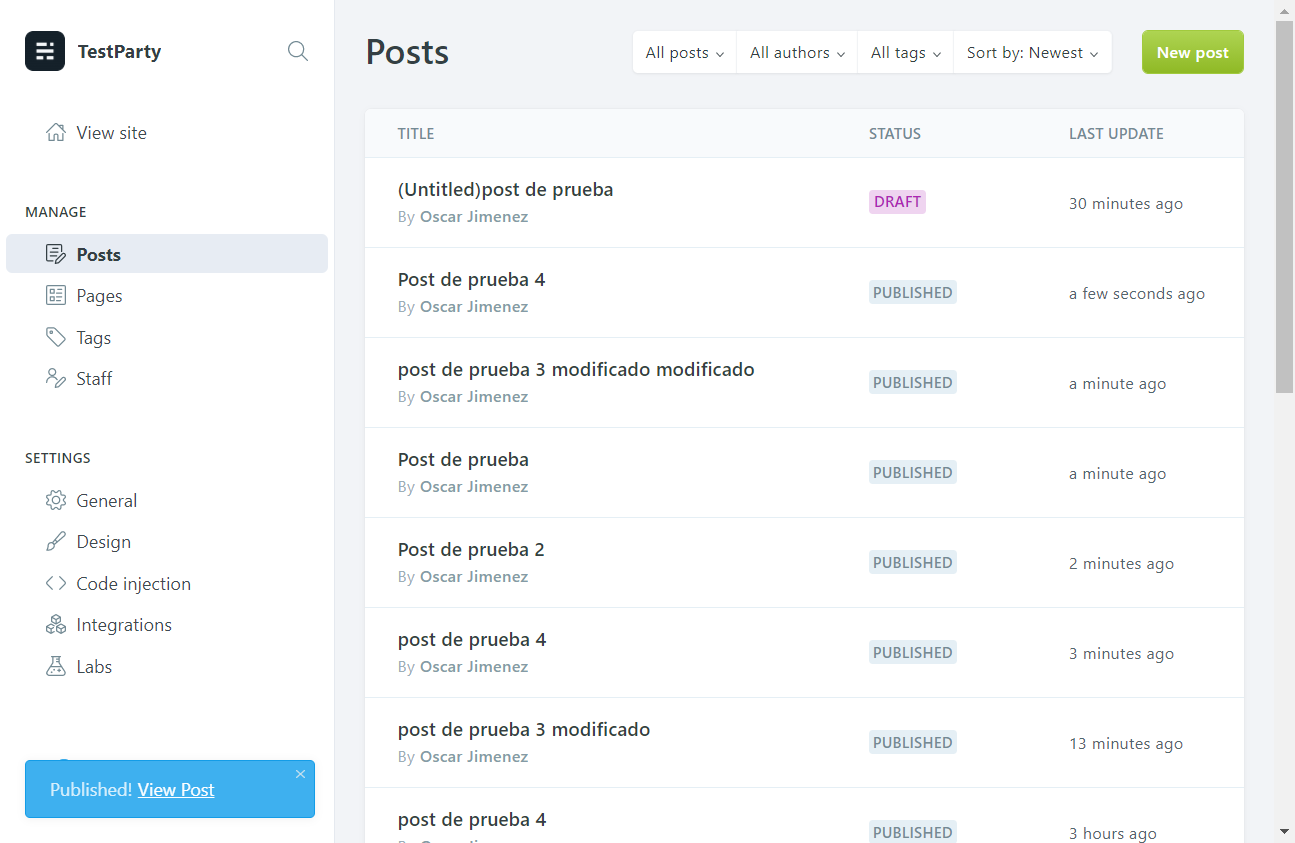 TestParty
View site
MANAGE
Posts
Pages
Tags
Staff
SETTINGS
General
Design
Code injection
Integrations
Labs
Published! View Post
Posts
All posts
All authors
All tags
Sort by: Newest
New post
TITLE STATUS LAST UPDATE
(Untitled)post de prueba
By Oscar Jimenez
DRAFT
30 minutes ago
Post de prueba 4
By Oscar Jimenez
PUBLISHED
a few seconds ago
post de prueba 3 modificado modificado
By Oscar Jimenez
PUBLISHED
a minute ago
Post de prueba
By Oscar Jimenez
PUBLISHED
a minute ago
Post de prueba 2
By Oscar Jimenez
PUBLISHED
2 minutes ago
post de prueba 4
By Oscar Jimenez
PUBLISHED
3 minutes ago
post de prueba 3 modificado
By Oscar Jimenez
PUBLISHED
13 minutes ago
post de prueba 4
PUBLISHED
3 hours ago